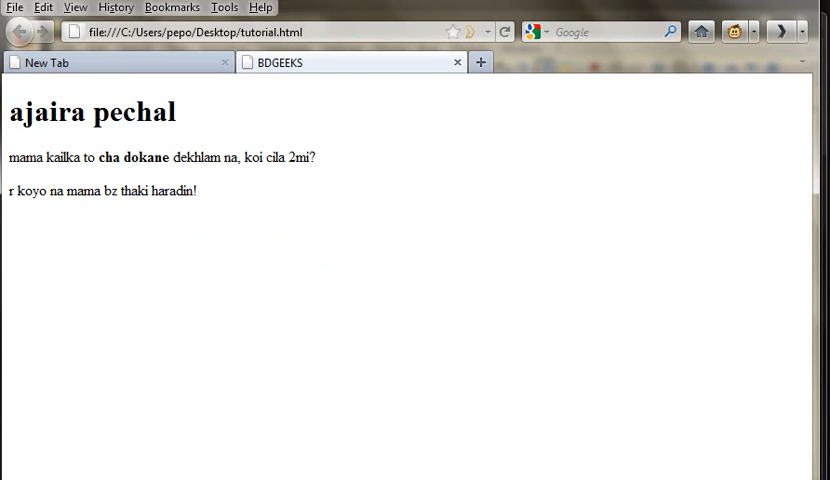 File Edit View History Bookmarks Tools Help
file:///C:/Users/pepo/Desktop/tutorial.html Google
New Tab BDGEEKS
ajaira pechal
mama kailka to cha dokane dekhlam na, koi cila 2mi?
r koyo na mama bz thaki haradin!